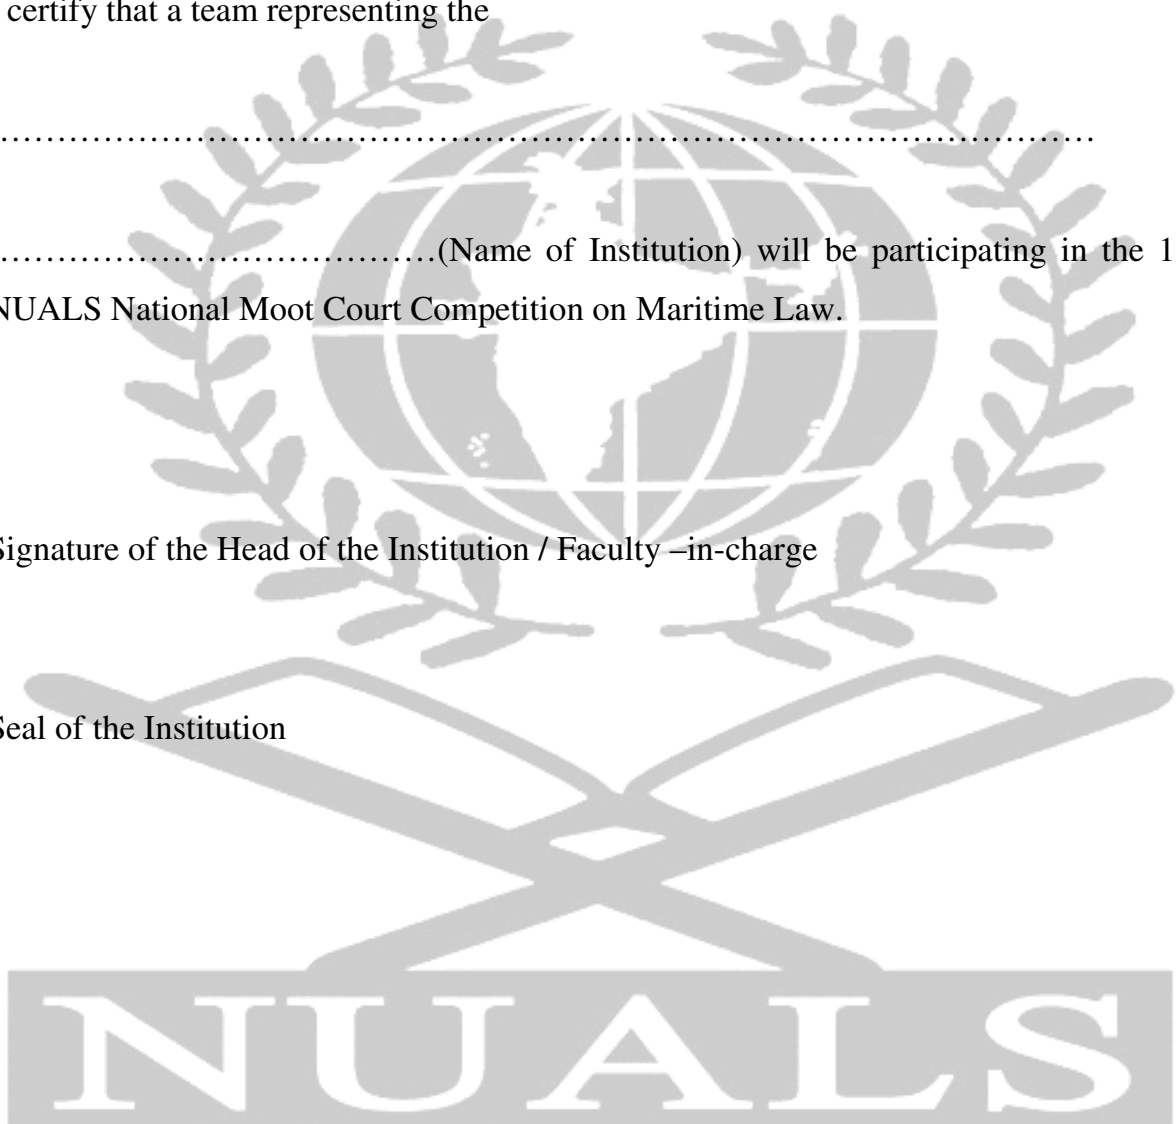 certify that a team representing the
……………………………………………………………………………………
…………………………………(Name of Institution) will be participating in the 1
NUALS National Moot Court Competition on Maritime Law.
Signature of the Head of the Institution / Faculty –in-charge
Seal of the Institution
NUALS